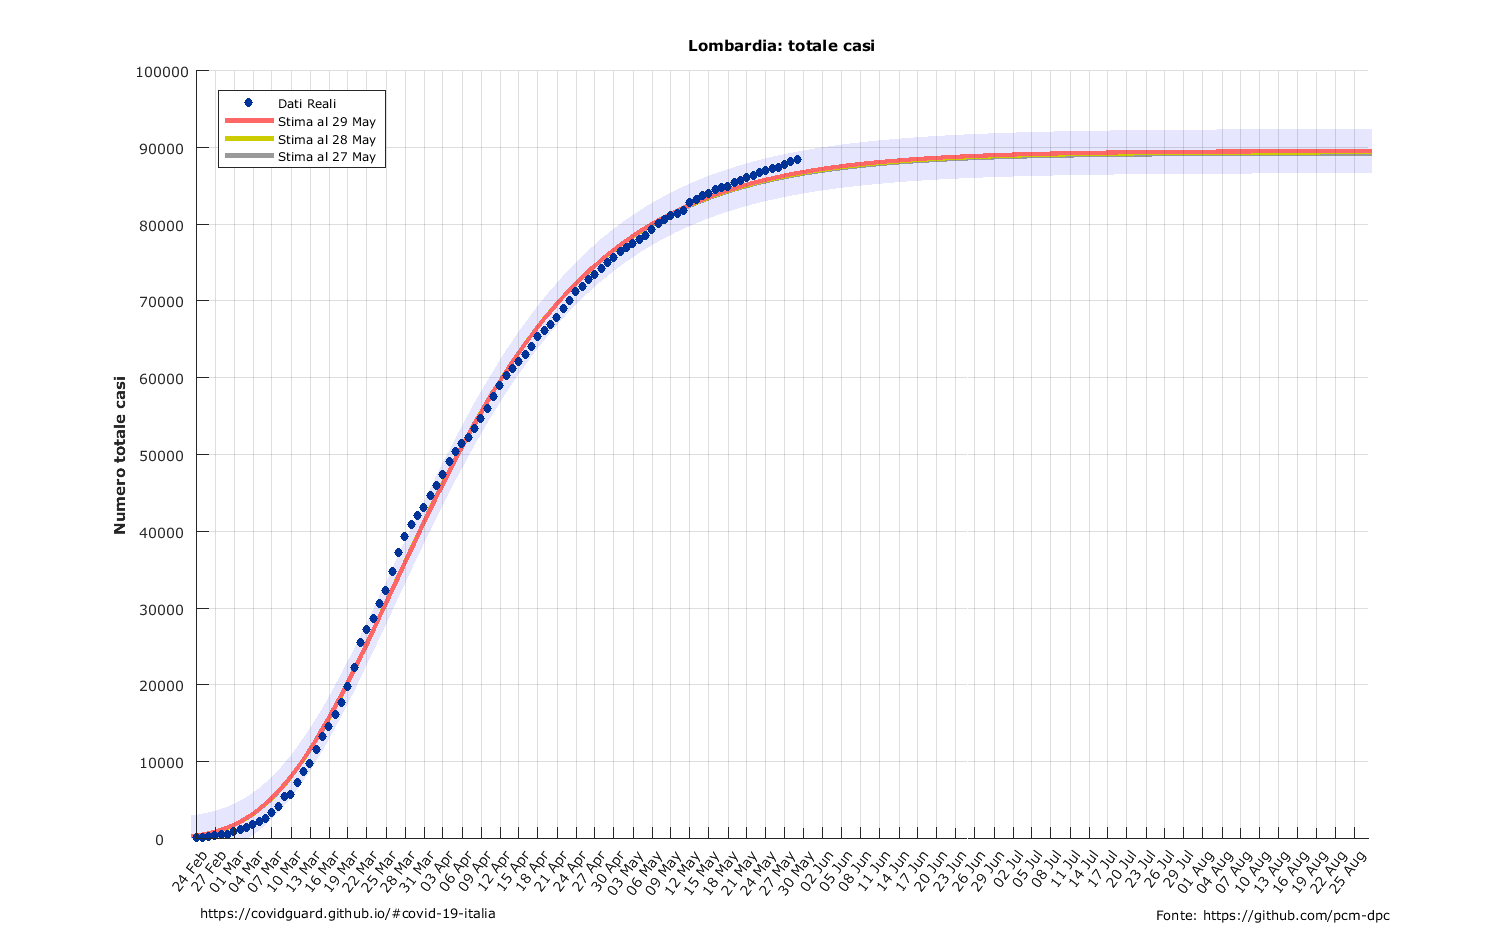 Lombardia: totale casi
100000
90000
80000
70000
60000
50000
40000
30000
20000
10000
0
Numero totale casi
Dati Reali
Stima al 29 May
Stima al 28 May
Stima al 27 May
24 Feb
27 Feb
01 Mar
04 Mar
07 Mar
10 Mar
13 Mar
16 Mar
19 Mar
22 Mar
25 Mar
28 Mar
31 Mar
03 Apr
06 Apr
09 Apr
12 Apr
15 Apr
18 Apr
21 Apr
24 Apr
27 Apr
30 Apr
03 May
06 May
09 May
12 May
15 May
18 May
21 May
24 May
27 May
30 May
02 Jun
05 Jun
08 Jun
11 Jun
14 Jun
17 Jun
20 Jun
23 Jun
26 Jun
29 Jun
02 Jul
05 Jul
08 Jul
11 Jul
14 Jul
17 Jul
20 Jul
23 Jul
26 Jul
29 Jul
01 Aug
04 Aug
07 Aug
10 Aug
13 Aug
16 Aug
19 Aug
22 Aug
25 Aug
https://covidguard.github.io/#covid-19-italia
Fonte: https://github.com/pcm-dpc